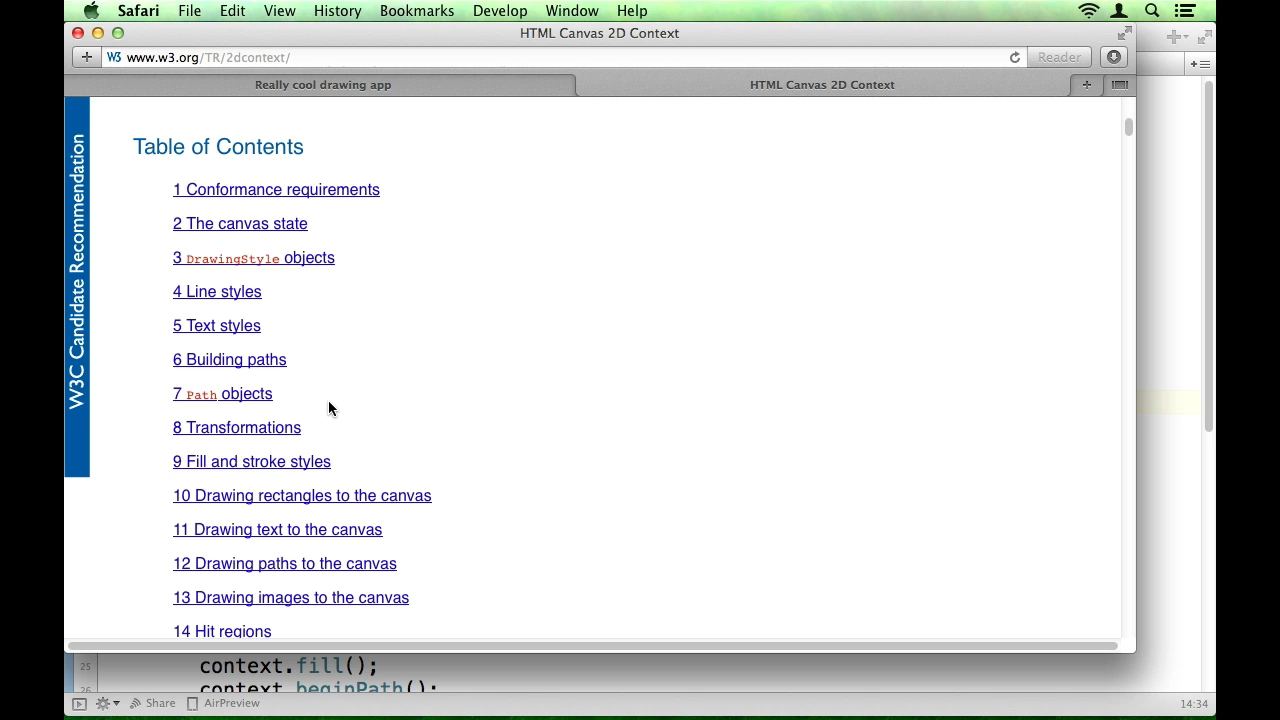 Safari File Edit View History Bookmarks Develop Window Help
HTML Canvas 2D Context
W3 www.w3.org/TR/2dcontext/ Reader
Really cool drawing app HTML Canvas 2D Context
W3C Candidate Recommendation
Table of Contents
1 Conformance requirements
2 The canvas state
3 DrawingStyle objects
4 Line styles
5 Text styles
6 Building paths
7 Path objects
8 Transformations
9 Fill and stroke styles
10 Drawing rectangles to the canvas
11 Drawing text to the canvas
12 Drawing paths to the canvas
13 Drawing images to the canvas
14 Hit regions
25 context.fill();
26 context.beginPath();
Share AirPreview 14:34